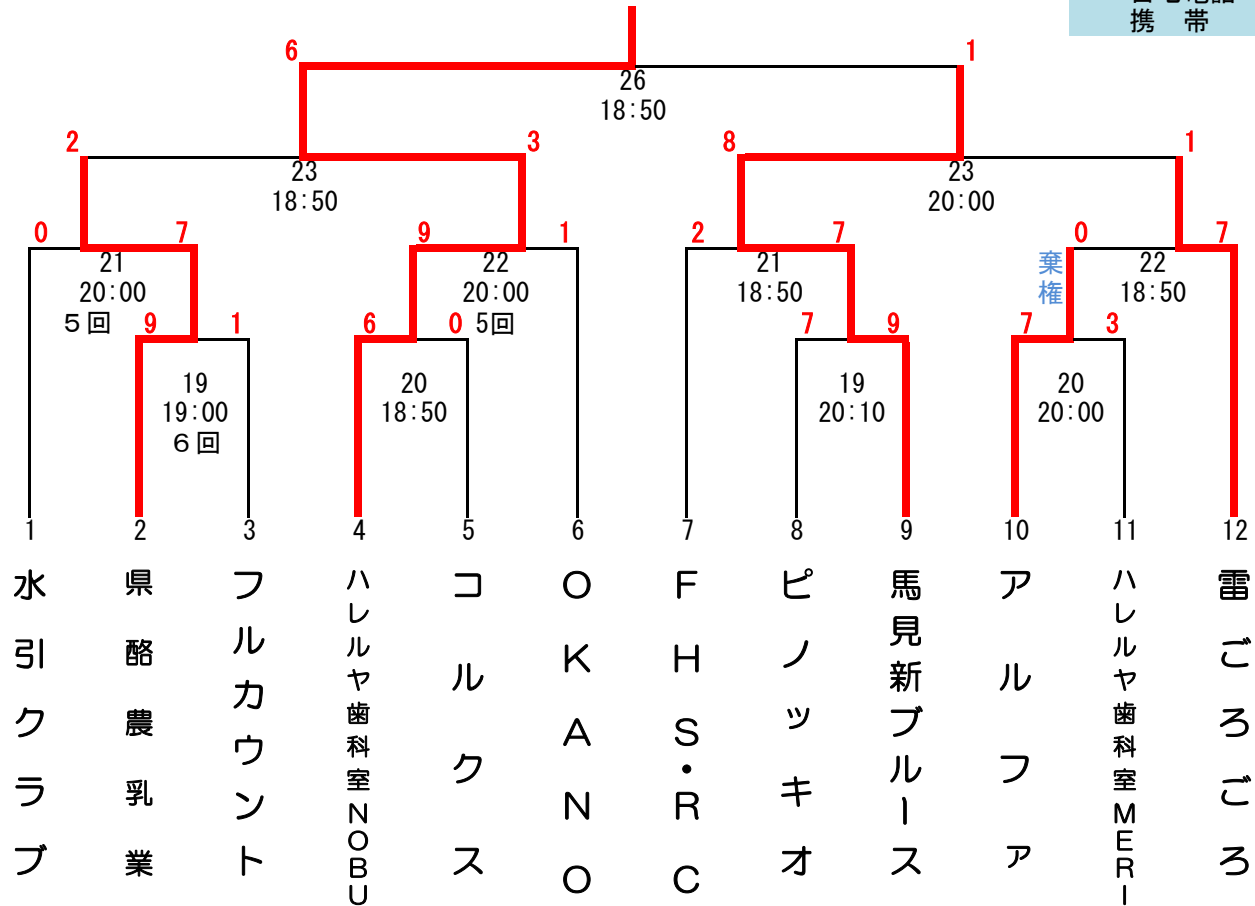 携 帯
6 1
26
18:50
2 3 8 1
23 23
18:50 20:00
0 7 9 1 2 7 0 7
21 22 21 棄権 22
20:00 20:00 18:50 18:50
5回 5回
9 1 6 0 7 9 7 3
19 20 19 20
19:00 18:50 20:10 20:00
6回
1 2 3 4 5 6 7 8 9 10 11 12
水引クラブ
県酪農乳業
フルカウント
ハレルヤ歯科室NOBU
コルクス
OKANO
FHS・RC
ピノッキオ
馬見新ブルース
アルファ
ハレルヤ歯科室MERI
雷ごろごろ